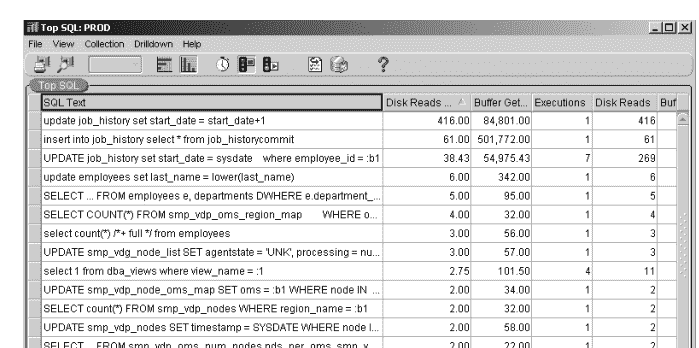 Top SQL: PROD
File View Collection Drilldown Help
Top SQL
SQL Text Disk Reads ... Buffer Get... Executions Disk Reads Buf
update job_history set start_date = start_date+1 416.00 84,801.00 1 416
insert into job_history select * from job_historycommit 61.00 501,772.00 1 61
UPDATE job_history set start_date = sysdate where employee_id = :b1 38.43 54,975.43 7 269
update employees set last_name = lower(last_name) 6.00 342.00 1 6
SELECT ... FROM employees e, departments DWHERE e.department_... 5.00 95.00 1 5
SELECT COUNT(*) FROM smp_vdp_oms_region_map WHERE o... 4.00 32.00 1 4
select count(*) /*+ full */ from employees 3.00 56.00 1 3
UPDATE smp_vdg_node_list SET agentstate = 'UNK', processing = nu... 3.00 57.00 1 3
select 1 from dba_views where view_name = :1 2.75 101.50 4 11
UPDATE smp_vdp_node_oms_map SET oms = :b1 WHERE node IN ... 2.00 34.00 1 2
SELECT count(*) FROM smp_vdp_nodes WHERE region_name = :b1 2.00 32.00 1 2
UPDATE smp_vdp_nodes SET timestamp = SYSDATE WHERE node I... 2.00 58.00 1 2
SELECT ... FROM smp_vdp_oms_num_nodes nds_per_oms, smp_v... 2.00 22.00 1 2